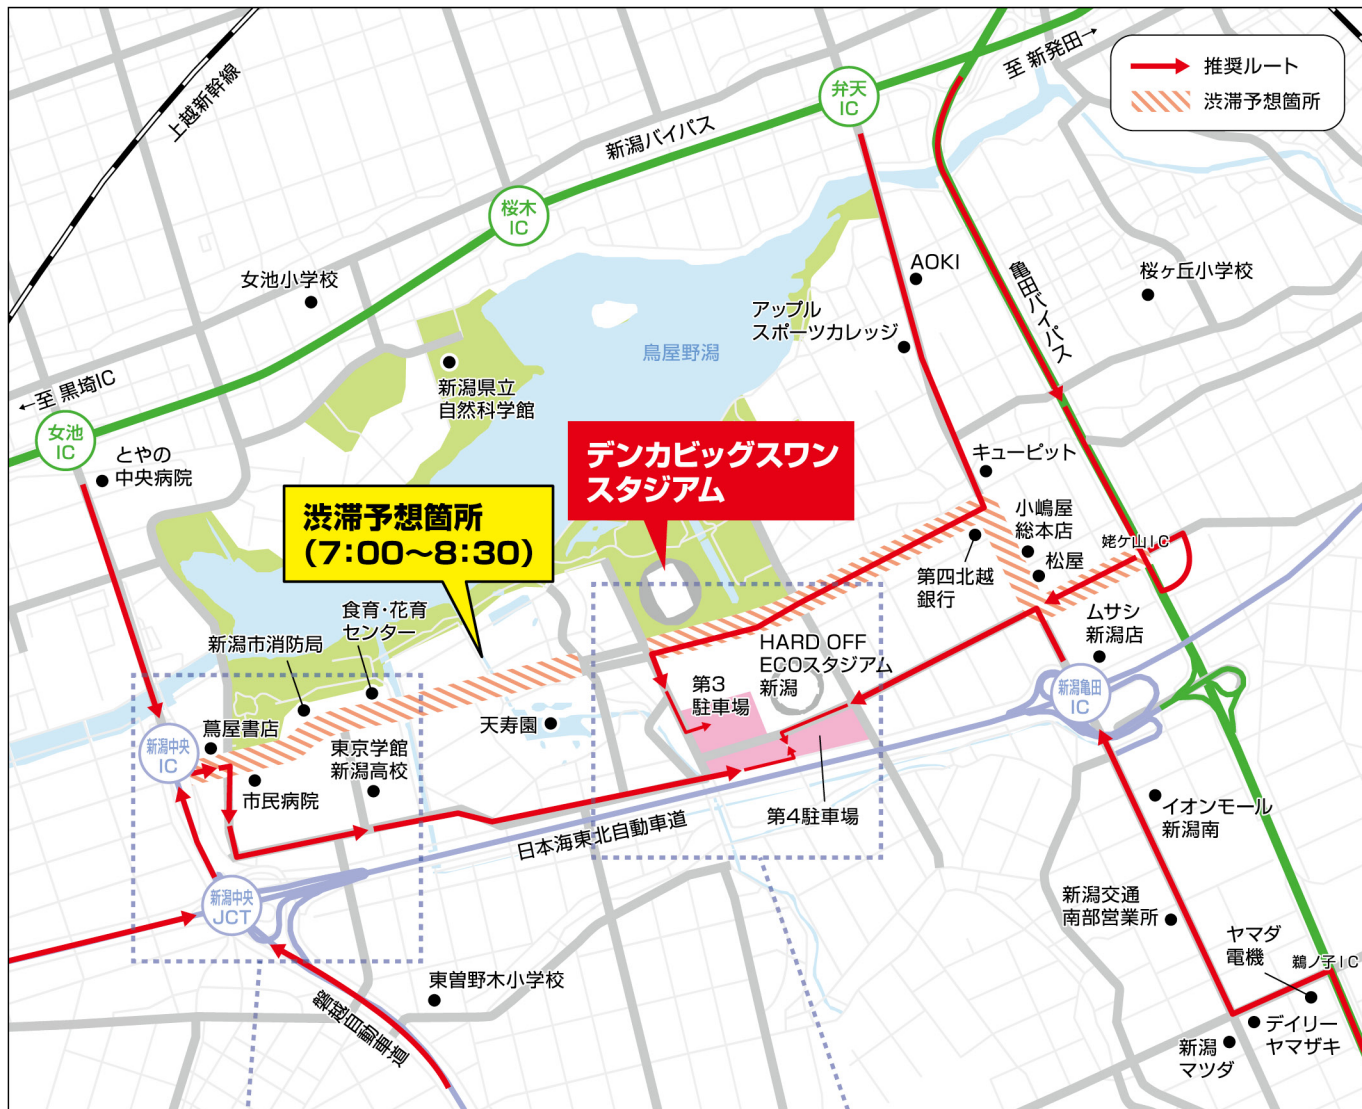 推奨ルート
渋滞予想箇所
至 新発田→
上越新幹線
弁天
IC
新潟バイパス
桜木
IC
女池小学校
AOKI
アップル
スポーツカレッジ
亀田バイパス
桜ヶ丘小学校
鳥屋野潟
新潟県立
自然科学館
←至 黒埼IC
女池
IC
とやの
中央病院
デンカビッグスワン
スタジアム
キューピット
渋滞予想箇所
(7:00〜8:30)
小嶋屋
総本店
松屋
姥ケ山IC
第四北越
銀行
ムサシ
新潟店
食育・花育
センター
新潟市消防局
HARD OFF
ECOスタジアム
新潟
第3
駐車場
新潟亀田
IC
天寿園
蔦屋書店
新潟中央
IC
東京学館
新潟高校
市民病院
第4駐車場
イオンモール
新潟南
日本海東北自動車道
新潟中央
JCT
新潟交通
南部営業所
ヤマダ
電機
鵜ノ子IC
東曽野木小学校
磐越自動車道
デイリー
ヤマザキ
新潟
マツダ